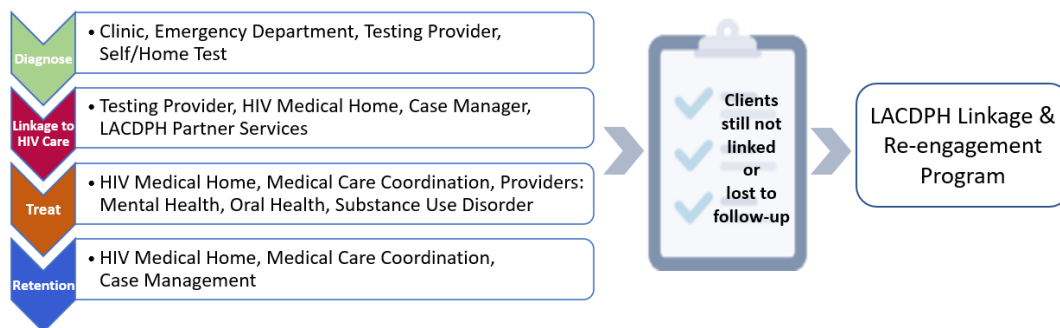 Diagnose
• Clinic, Emergency Department, Testing Provider,
Self/Home Test
Linkage to
HIV Care
• Testing Provider, HIV Medical Home, Case Manager,
LACDPH Partner Services
Treat
• HIV Medical Home, Medical Care Coordination, Providers:
Mental Health, Oral Health, Substance Use Disorder
Retention
• HIV Medical Home, Medical Care Coordination,
Case Management
Clients
still not
linked
or
lost to
follow-up
LACDPH Linkage &
Re-engagement
Program